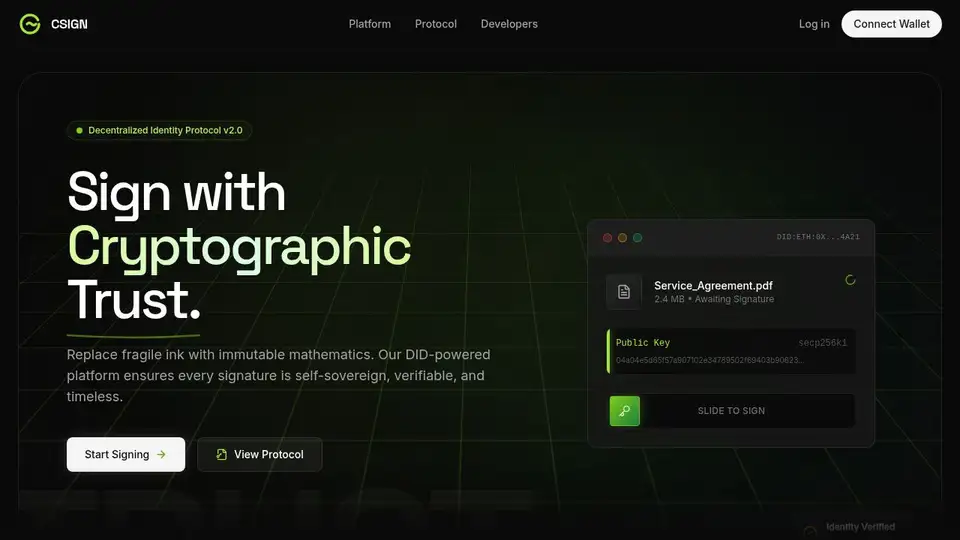 CSIGN
Platform
Protocol
Developers
Log in
Connect Wallet
Decentralized Identity Protocol v2.0
Sign with
Cryptographic
Trust.
Replace fragile ink with immutable mathematics. Our DID-powered
platform ensures every signature is self-sovereign, verifiable, and
timeless.
Start Signing
View Protocol
DID:ETH:0X...4A21
Service_Agreement.pdf
2.4 MB • Awaiting Signature
Public Key
secp256k1
SLIDE TO SIGN
Identity Verified